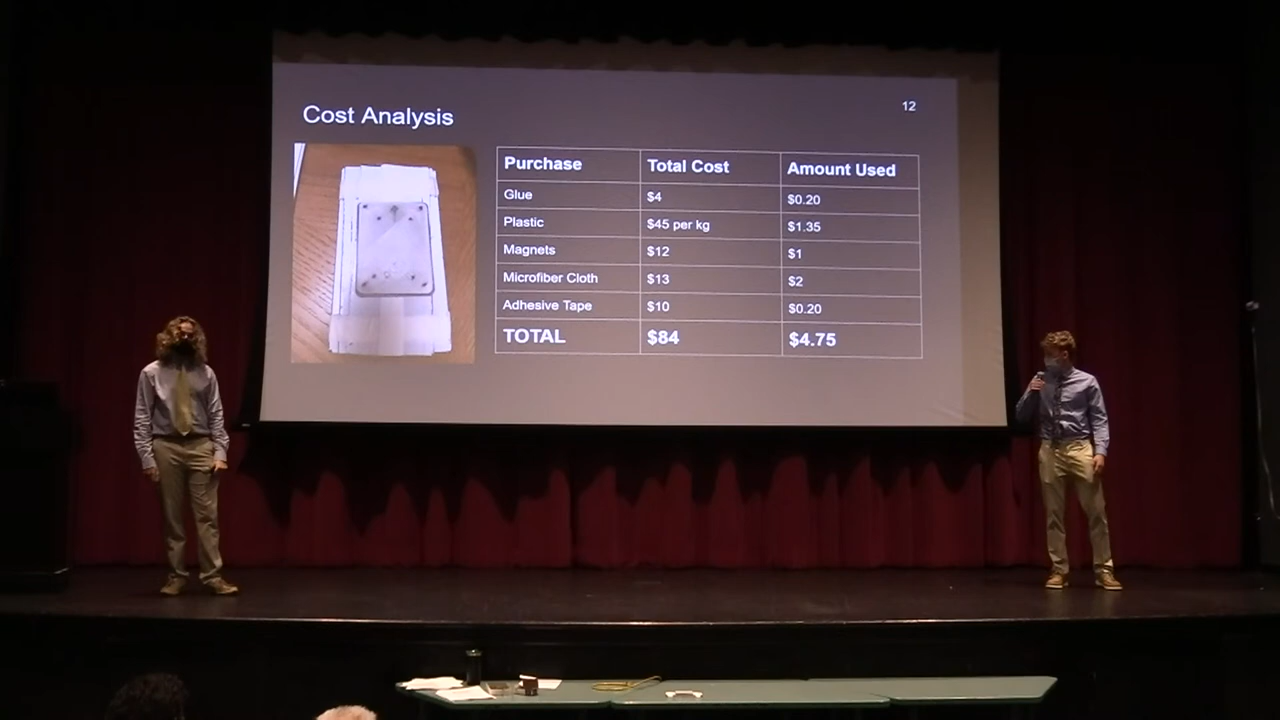 12
Cost Analysis
Purchase Total Cost Amount Used
Glue $4 $0.20
Plastic $45 per kg $1.35
Magnets $12 $1
Microfiber Cloth $13 $2
Adhesive Tape $10 $0.20
TOTAL $84 $4.75